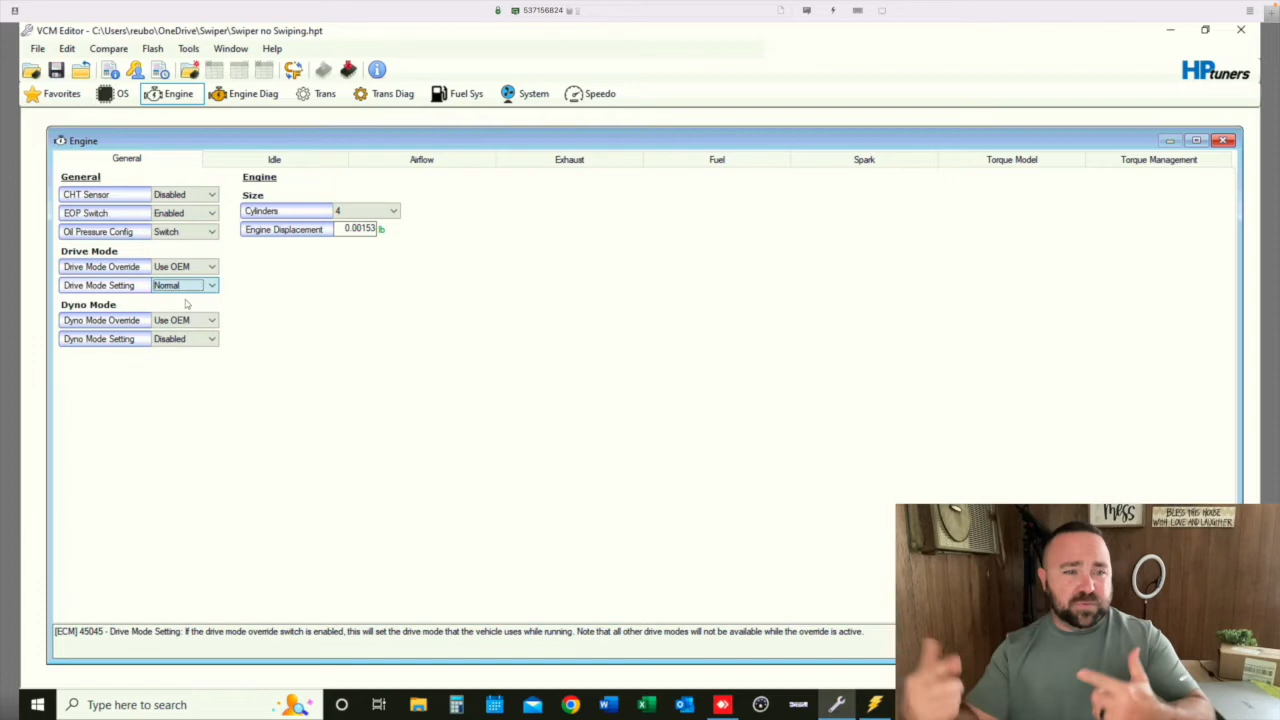 537156824
VCM Editor - C:\Users\reubo\OneDrive\Swiper\Swiper no Swiping.hpt
File Edit Compare Flash Tools Window Help
HPtuners
Favorites OS Engine Engine Diag Trans Trans Diag Fuel Sys System Speedo
Engine
General Idle Airflow Exhaust Fuel Spark Torque Model Torque Management
General
CHT Sensor Disabled
EOP Switch Enabled
Oil Pressure Config Switch
Drive Mode
Drive Mode Override Use OEM
Drive Mode Setting Normal
Dyno Mode
Dyno Mode Override Use OEM
Dyno Mode Setting Disabled
Engine
Size
Cylinders 4
Engine Displacement 0.00153 lb
[ECM] 45045 - Drive Mode Setting: If the drive mode override switch is enabled, this will set the drive mode that the vehicle uses while running. Note that all other drive modes will not be available while the override is active.
mess
BLESS THIS HOUSE
WITH LOVE AND LAUGHTER
Type here to search